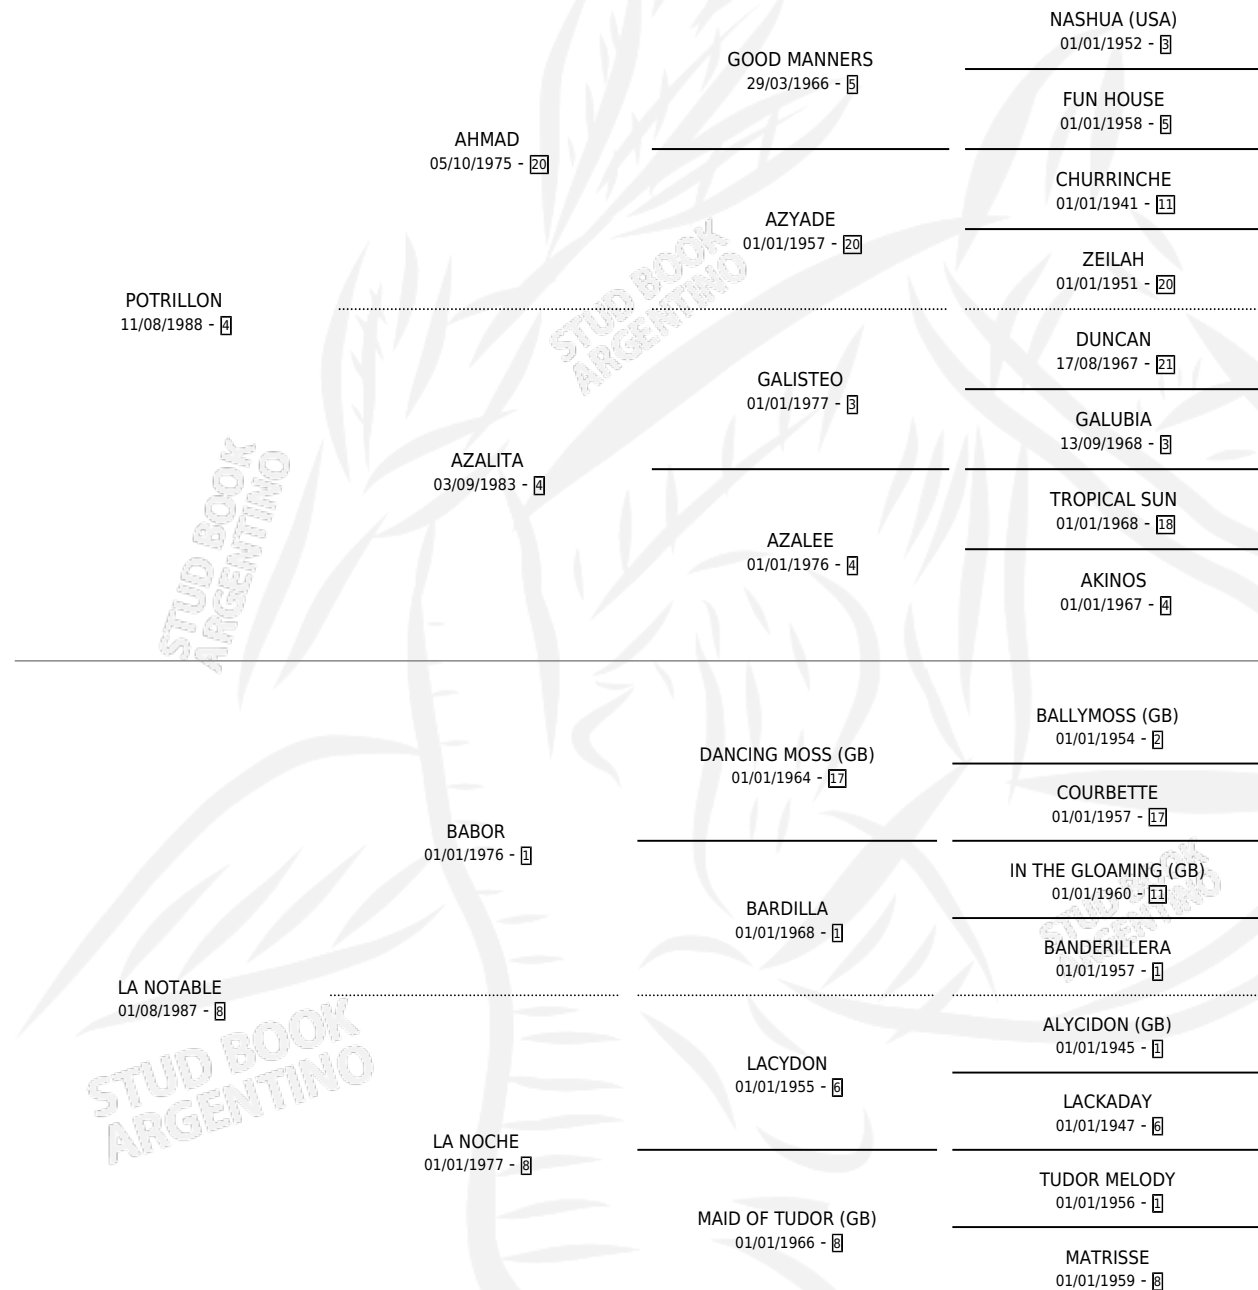 NASHUA (USA)
01/01/1952 - 3
GOOD MANNERS
29/03/1966 - 5
FUN HOUSE
01/01/1958 - 5
AHMAD
05/10/1975 - 20
CHURRINCHE
01/01/1941 - 11
AZYADE
01/01/1957 - 20
ZEILAH
01/01/1951 - 20
POTRILLON
11/08/1988 - 4
STUD BOOK
ARGENTINO
DUNCAN
17/08/1967 - 21
GALISTEO
01/01/1977 - 3
GALUBIA
13/09/1968 - 3
AZALITA
03/09/1983 - 4
TROPICAL SUN
01/01/1968 - 18
AZALEE
01/01/1976 - 4
AKINOS
01/01/1967 - 4
STUD BOOK
ARGENTINO
BALLYMOSS (GB)
01/01/1954 - 2
DANCING MOSS (GB)
01/01/1964 - 17
COURBETTE
01/01/1957 - 17
BABOR
01/01/1976 - 1
IN THE GLOAMING (GB)
01/01/1960 - 11
STUD BOOK
ARGENTINO
BARDILLA
01/01/1968 - 1
BANDERILLERA
01/01/1957 - 1
LA NOTABLE
01/08/1987 - 8
STUD BOOK
ARGENTINO
ALYCIDON (GB)
01/01/1945 - 1
LACYDON
01/01/1955 - 6
LACKADAY
01/01/1947 - 6
LA NOCHE
01/01/1977 - 8
TUDOR MELODY
01/01/1956 - 1
MAID OF TUDOR (GB)
01/01/1966 - 8
MATRISSE
01/01/1959 - 8